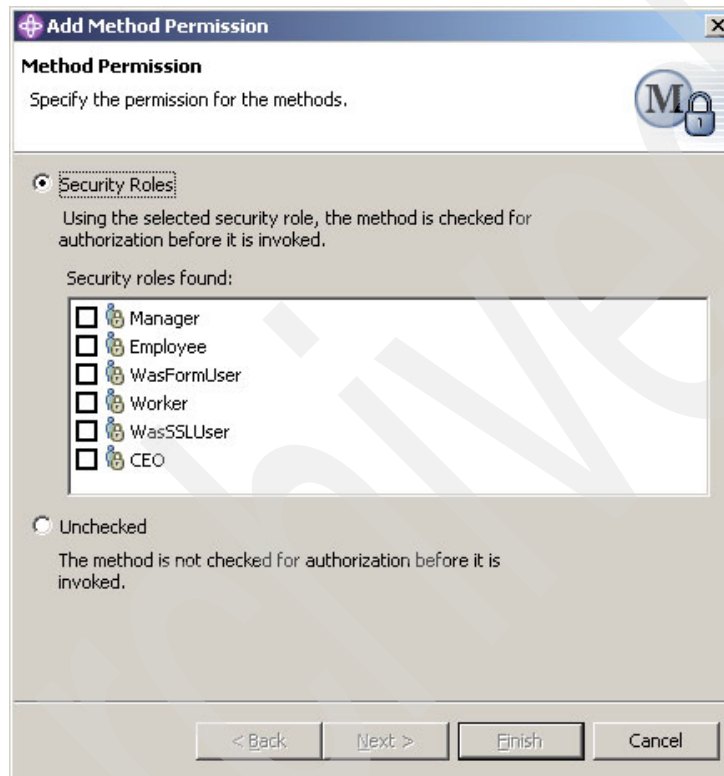 Add Method Permission
Method Permission
Specify the permission for the methods.
M
Security Roles
Using the selected security role, the method is checked for
authorization before it is invoked.
Security roles found:
Manager
Employee
WasFormUser
Worker
WasSSLUser
CEO
Unchecked
The method is not checked for authorization before it is
invoked.
< Back
Next >
Finish
Cancel